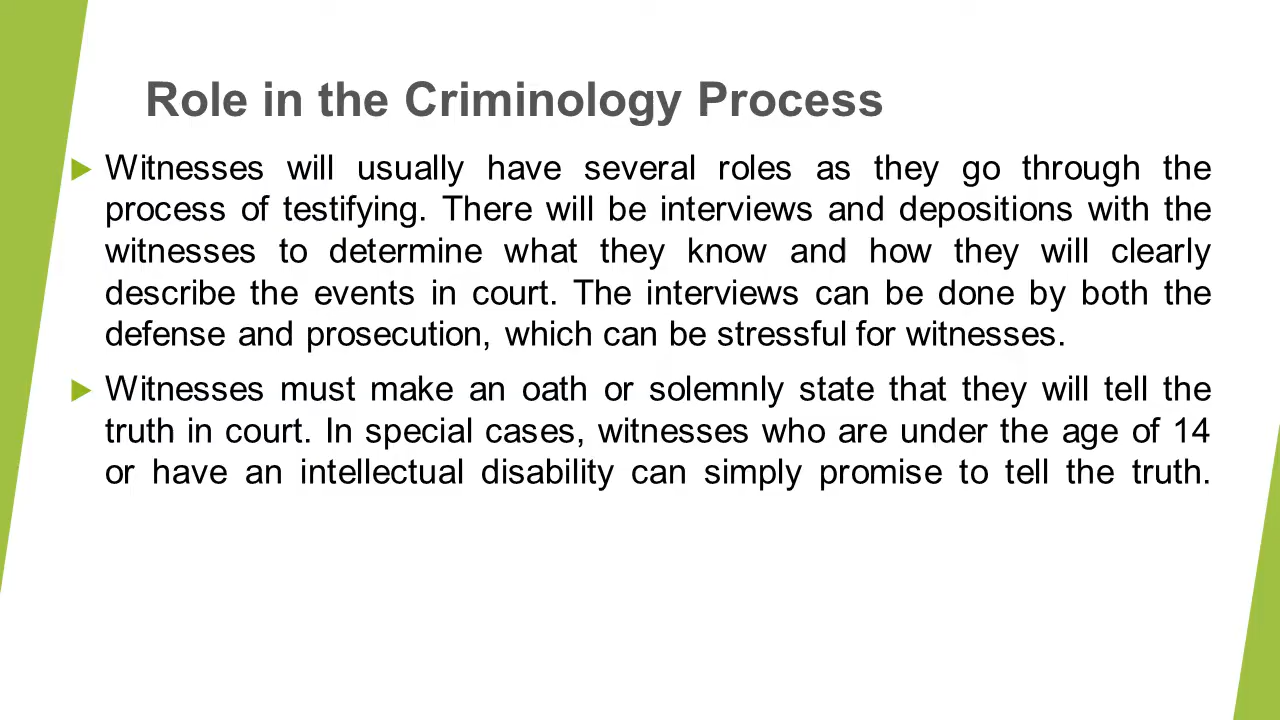 Role in the Criminology Process
Witnesses will usually have several roles as they go through the
process of testifying. There will be interviews and depositions with the
witnesses to determine what they know and how they will clearly
describe the events in court. The interviews can be done by both the
defense and prosecution, which can be stressful for witnesses.
Witnesses must make an oath or solemnly state that they will tell the
truth in court. In special cases, witnesses who are under the age of 14
or have an intellectual disability can simply promise to tell the truth.